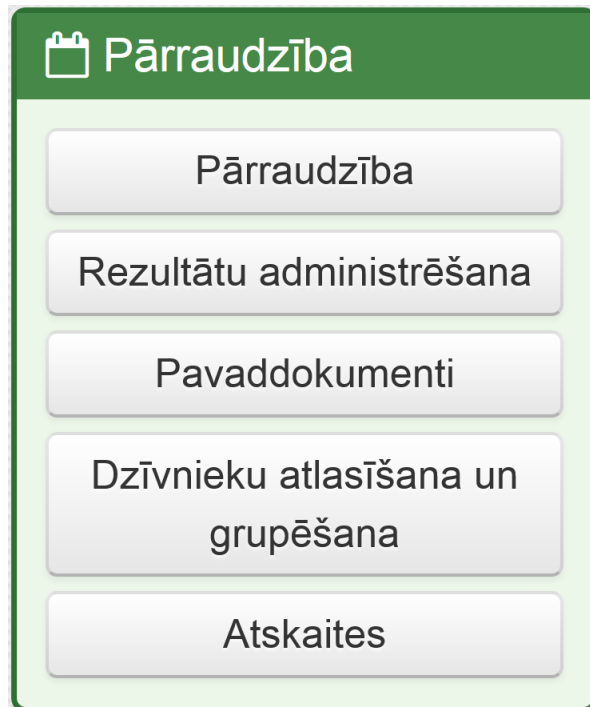 Pārraudzība
Pārraudzība
Rezultātu administrēšana
Pavaddokumenti
Dzīvnieku atlasīšana un
grupēšana
Atskaites